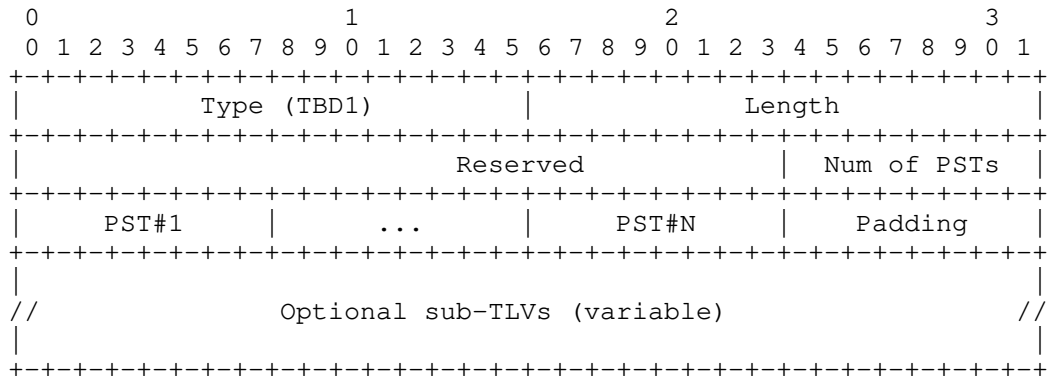 0                   1                   2                   3
 0 1 2 3 4 5 6 7 8 9 0 1 2 3 4 5 6 7 8 9 0 1 2 3 4 5 6 7 8 9 0 1
+-+-+-+-+-+-+-+-+-+-+-+-+-+-+-+-+-+-+-+-+-+-+-+-+-+-+-+-+-+-+-+-+
|           Type (TBD1)         |             Length            |
+-+-+-+-+-+-+-+-+-+-+-+-+-+-+-+-+-+-+-+-+-+-+-+-+-+-+-+-+-+-+-+-+
|                           Reserved            |  Num of PSTs  |
+-+-+-+-+-+-+-+-+-+-+-+-+-+-+-+-+-+-+-+-+-+-+-+-+-+-+-+-+-+-+-+-+
|     PST#1     |      ...      |     PST#N     |    Padding    |
+-+-+-+-+-+-+-+-+-+-+-+-+-+-+-+-+-+-+-+-+-+-+-+-+-+-+-+-+-+-+-+-+
|                                                               |
//               Optional sub-TLVs (variable)                  //
|                                                               |
+-+-+-+-+-+-+-+-+-+-+-+-+-+-+-+-+-+-+-+-+-+-+-+-+-+-+-+-+-+-+-+-+